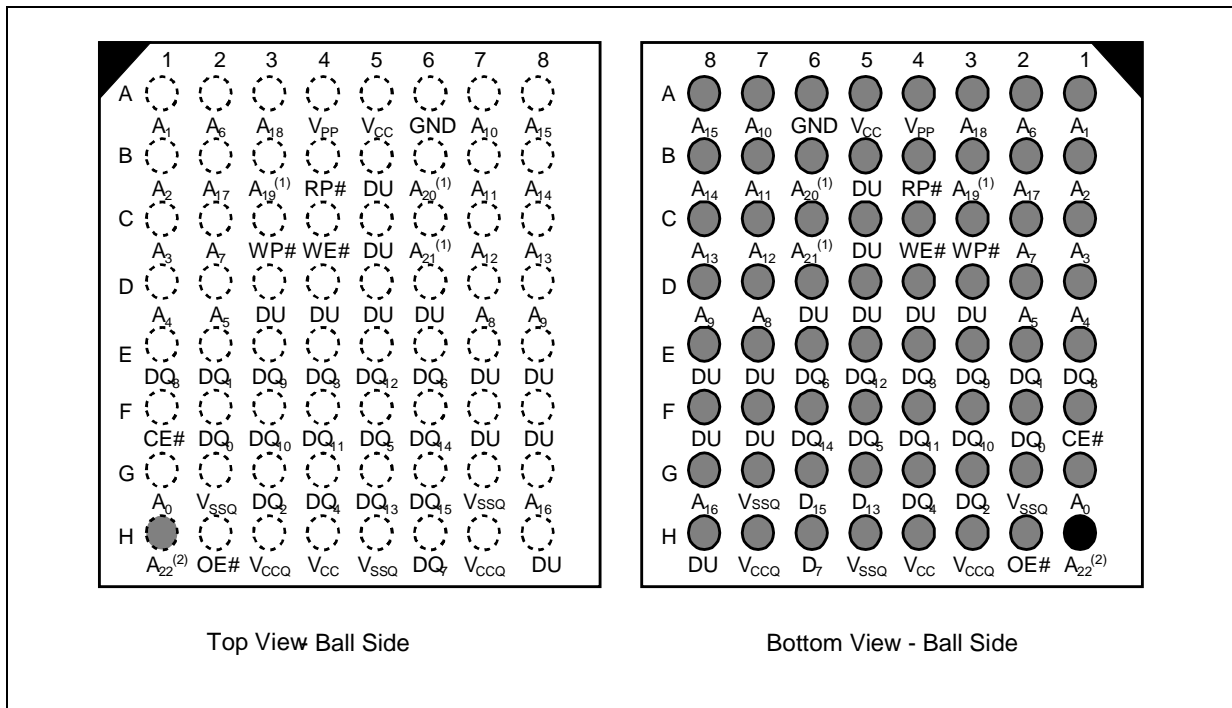 1 2 3 4 5 6 7 8
A
A1 A6 A18 VPP VCC GND A10 A15
B
A2 A17 A19(1) RP# DU A20(1) A11 A14
C
A3 A7 WP# WE# DU A21(1) A12 A13
D
A4 A5 DU DU DU DU A8 A9
E
DQ8 DQ1 DQ9 DQ3 DQ12 DQ6 DU DU
F
CE# DQ0 DQ10 DQ11 DQ5 DQ14 DU DU
G
A0 VSSQ DQ2 DQ4 DQ13 DQ15 VSSQ A16
H
A22(2) OE# VCCQ VCC VSSQ DQ7 VCCQ DU
Top View - Ball Side
8 7 6 5 4 3 2 1
A
A15 A10 GND VCC VPP A18 A6 A1
B
A14 A11 A20(1) DU RP# A19(1) A17 A2
C
A13 A12 A21(1) DU WE# WP# A7 A3
D
A9 A8 DU DU DU DU A5 A4
E
DU DU DQ6 DQ12 DQ3 DQ9 DQ1 DQ8
F
DU DU DQ14 DQ5 DQ11 DQ10 DQ0 CE#
G
A16 VSSQ D15 D13 DQ4 DQ2 VSSQ A0
H
DU VCCQ D7 VSSQ VCC VCCQ OE# A22(2)
Bottom View - Ball Side